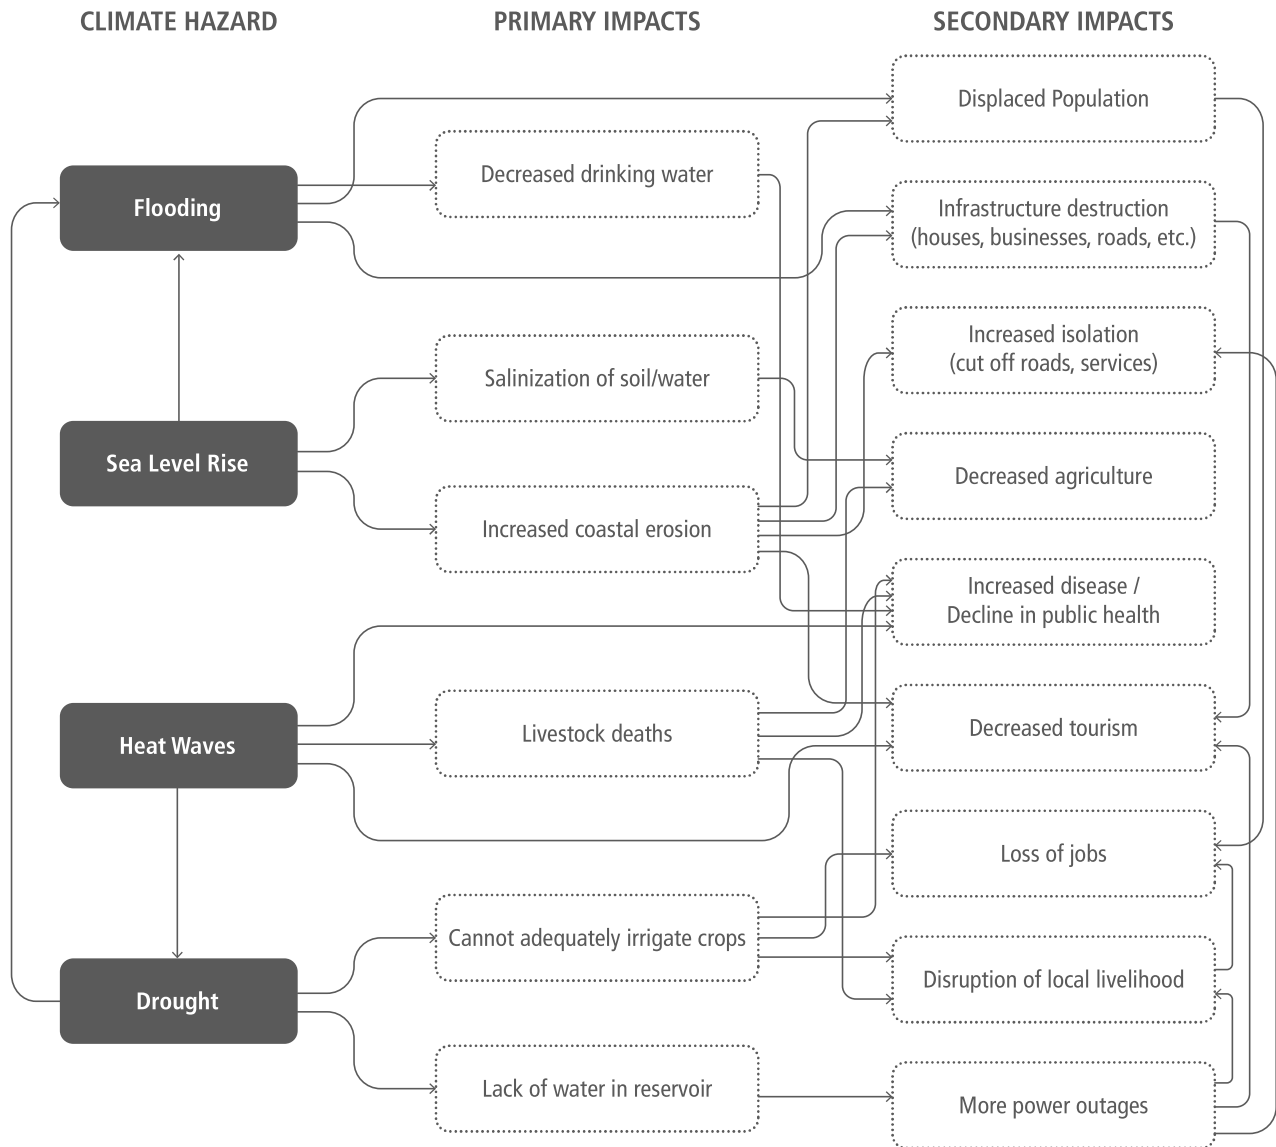 CLIMATE HAZARD
PRIMARY IMPACTS
SECONDARY IMPACTS
Displaced Population
Decreased drinking water
Flooding
Infrastructure destruction
(houses, businesses, roads, etc.)
Increased isolation
(cut off roads, services)
Salinization of soil/water
Sea Level Rise
Decreased agriculture
Increased coastal erosion
Increased disease /
Decline in public health
Heat Waves
Livestock deaths
Decreased tourism
Loss of jobs
Cannot adequately irrigate crops
Disruption of local livelihood
Drought
Lack of water in reservoir
More power outages